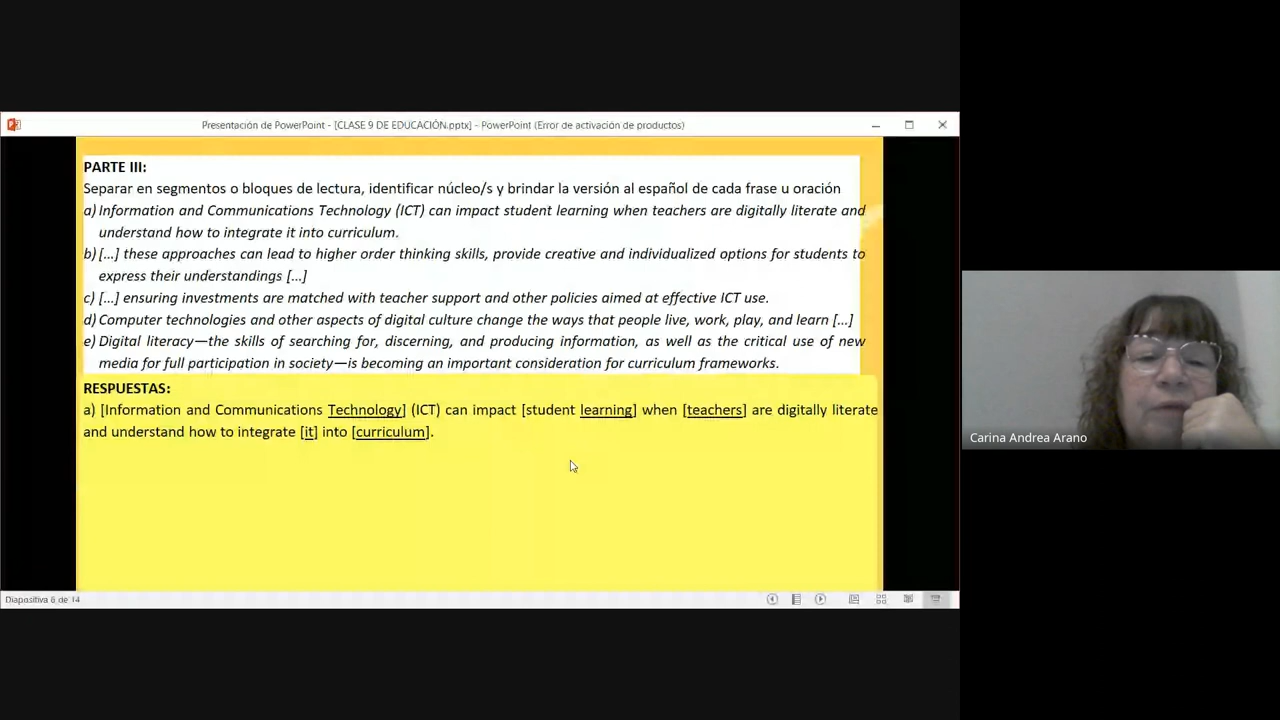 Presentación de PowerPoint - [CLASE 9 DE EDUCACIÓN.pptx] - PowerPoint (Error de activación de productos)
PARTE III:
Separar en segmentos o bloques de lectura, identificar núcleo/s y brindar la versión al español de cada frase u oración
a) Information and Communications Technology (ICT) can impact student learning when teachers are digitally literate and
understand how to integrate it into curriculum.
b) [...] these approaches can lead to higher order thinking skills, provide creative and individualized options for students to
express their understandings [...]
c) [...] ensuring investments are matched with teacher support and other policies aimed at effective ICT use.
d) Computer technologies and other aspects of digital culture change the ways that people live, work, play, and learn [...]
e) Digital literacy—the skills of searching for, discerning, and producing information, as well as the critical use of new
media for full participation in society—is becoming an important consideration for curriculum frameworks.
RESPUESTAS:
a) [Information and Communications Technology] (ICT) can impact [student learning] when [teachers] are digitally literate
and understand how to integrate [it] into [curriculum].
Carina Andrea Arano
Diapositiva 6 de 14